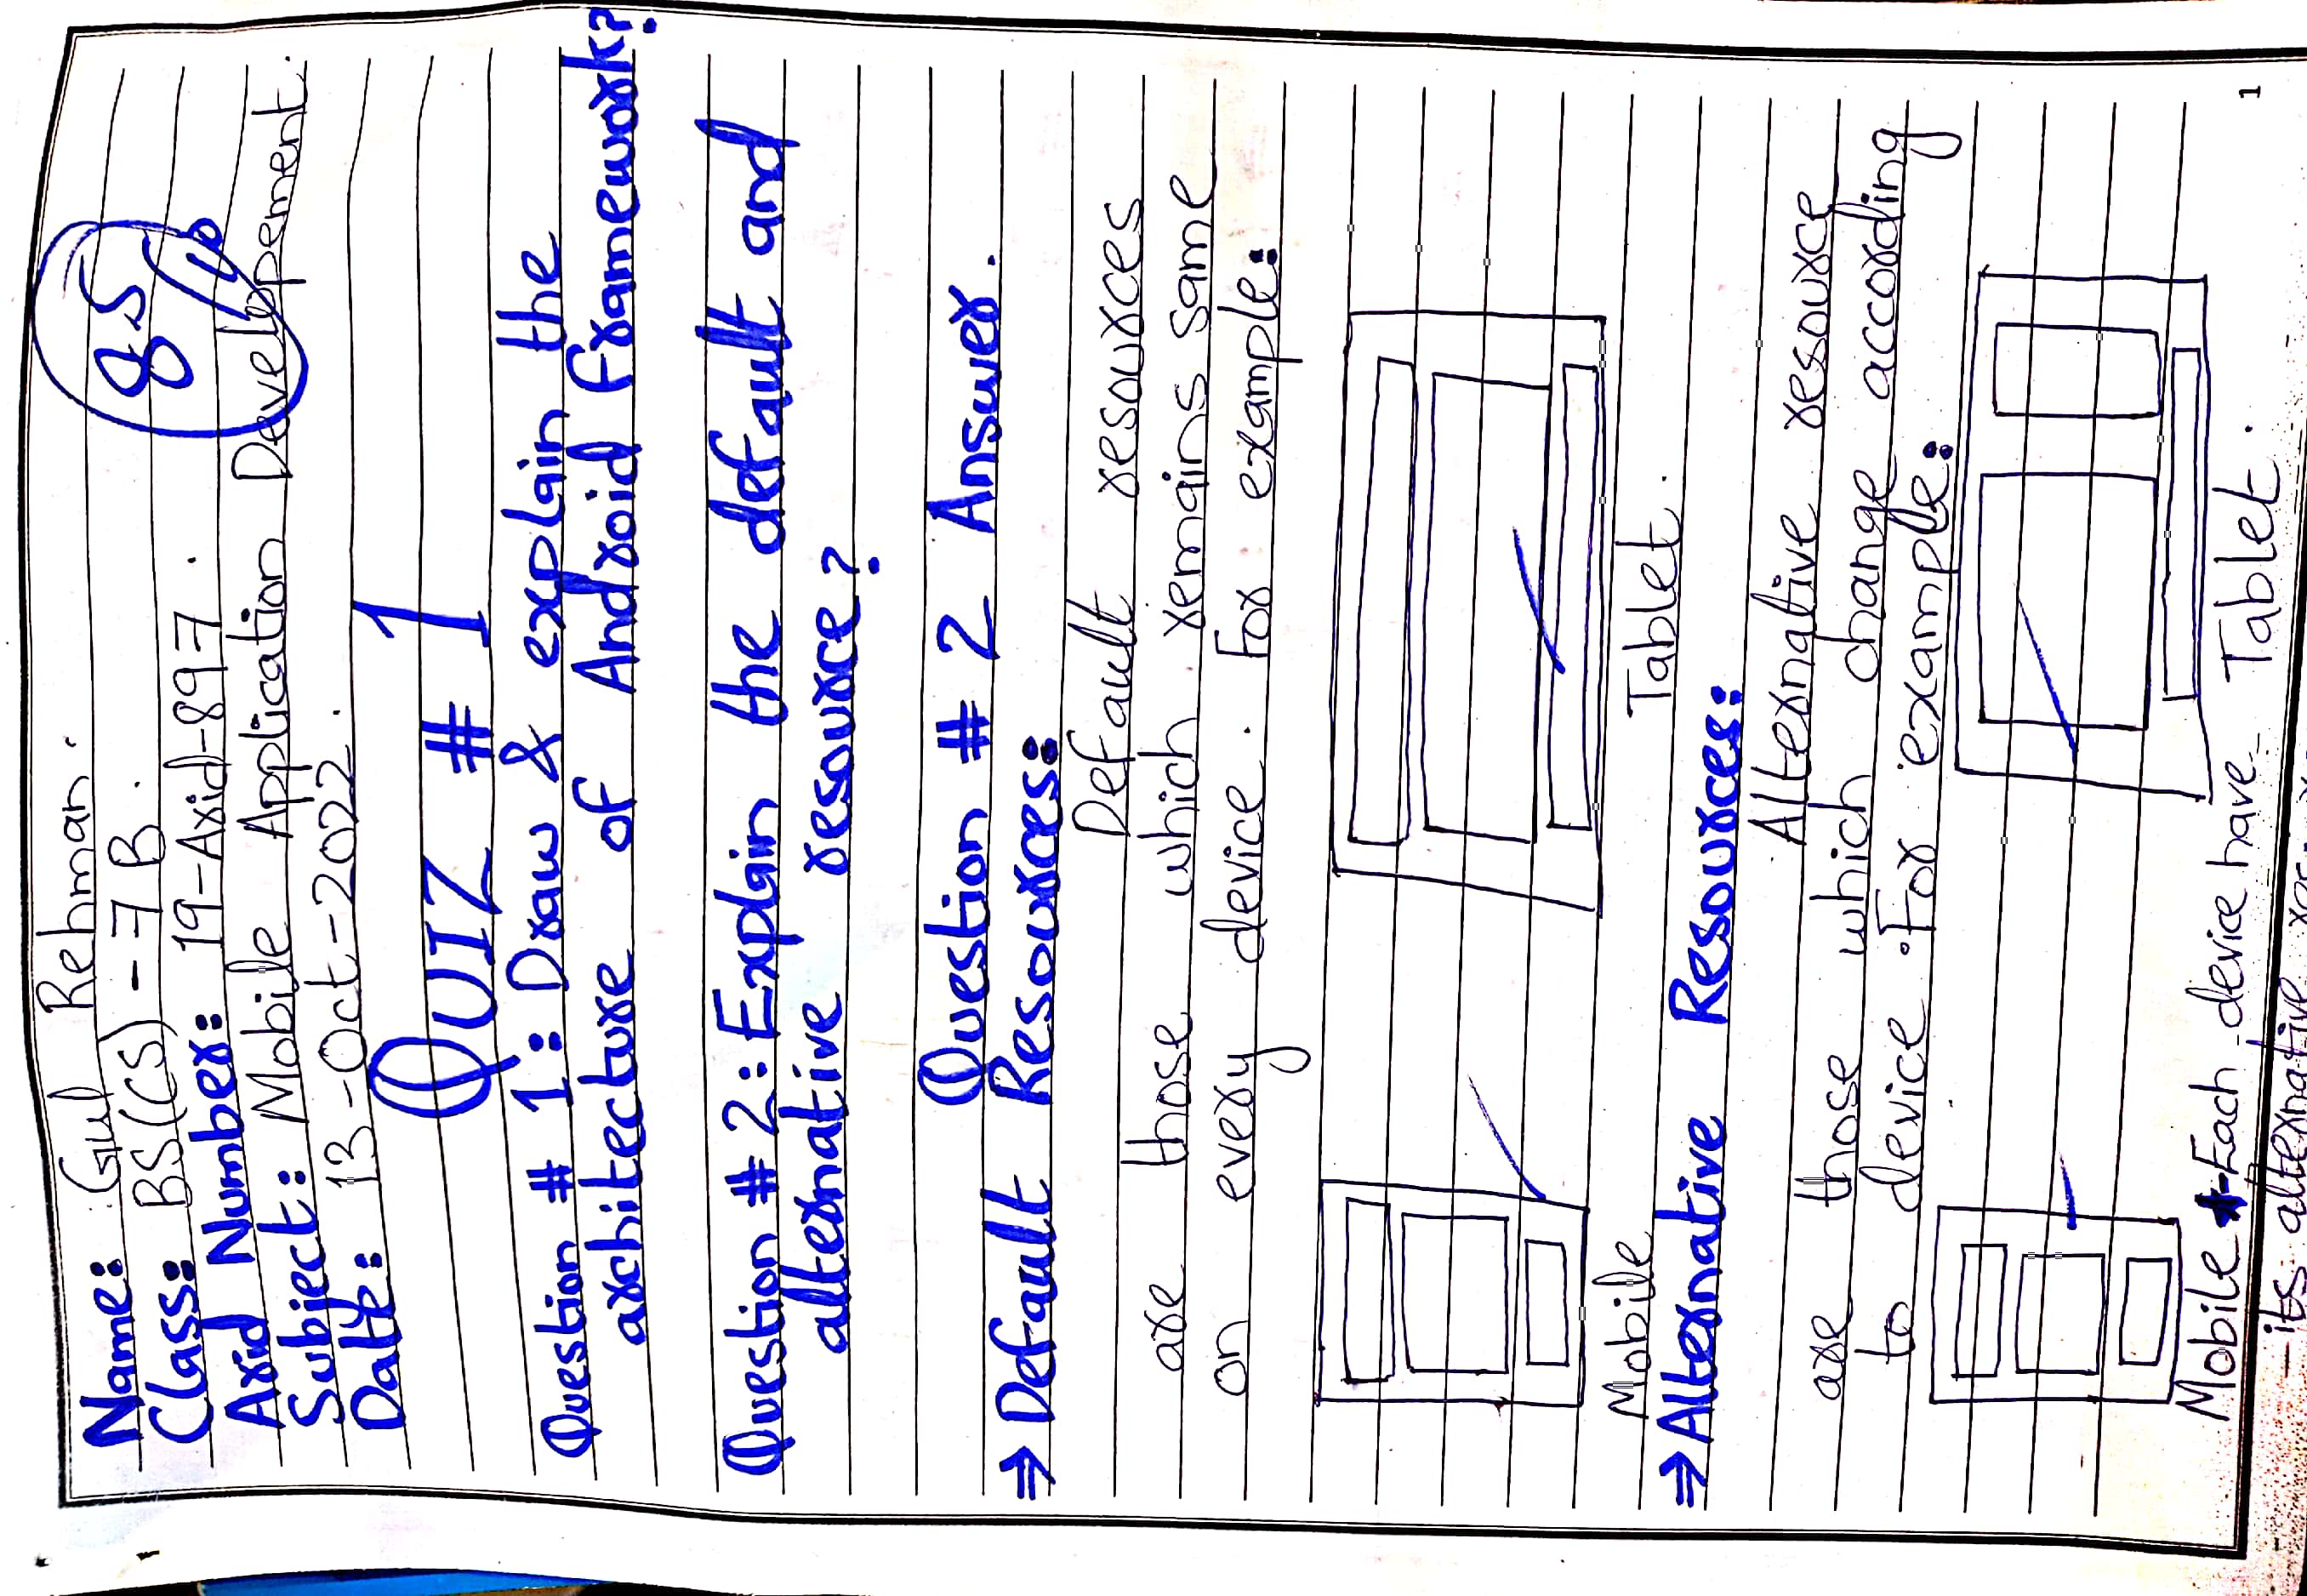 Name: Gul Rehman.
Class: BS(CS)-7B.
Arid Number: 19-Arid-897.
Subject: Mobile Application Developement.
Date: 13-Oct-2022.
8.5
10
QUIZ # 1
Question # 1: Draw & explain the
architecture of Android framework?
Question # 2: Explain the default and
alternative resource?
Question # 2 Answer.
⇒ Default Resources:
Default resources
are those which remains same
on every device. For example:
Mobile Tablet.
⇒ Alternative Resources:
Alternative resource
are those which change according
to device. For example:
Mobile Tablet.
* Each device have
its alternative
1